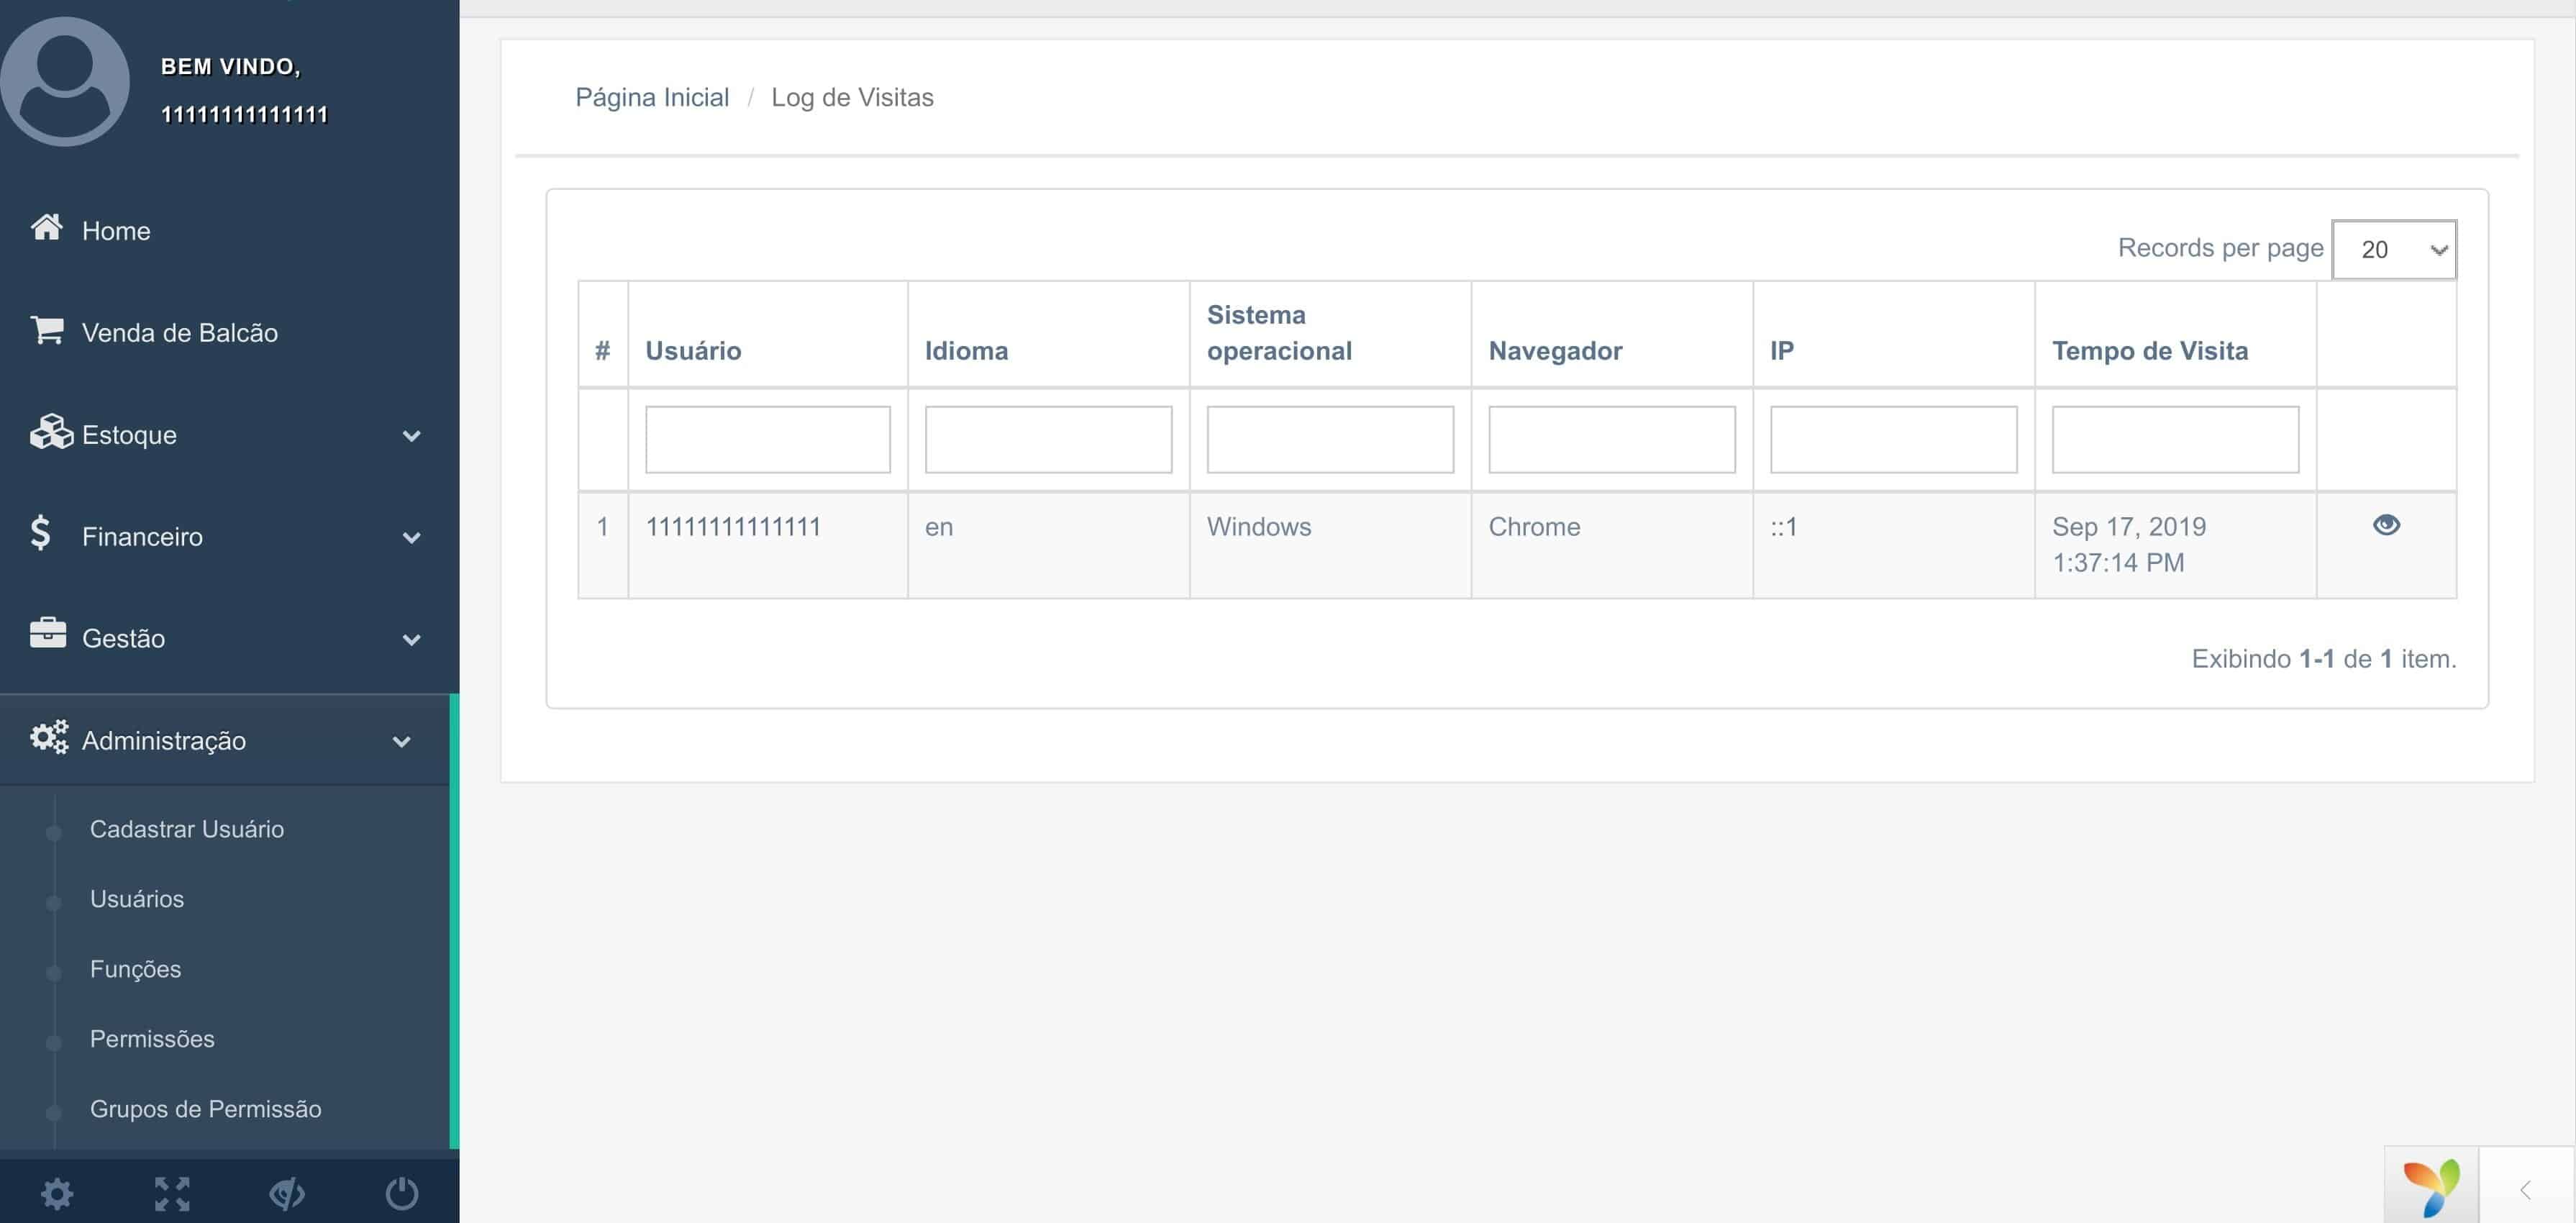 BEM VINDO,
11111111111111
Home
Venda de Balcão
Estoque
Financeiro
Gestão
Administração
Cadastrar Usuário
Usuários
Funções
Permissões
Grupos de Permissão
Página Inicial / Log de Visitas
Records per page 20
# Usuário Idioma Sistema operacional Navegador IP Tempo de Visita
1 11111111111111 en Windows Chrome ::1 Sep 17, 2019
1:37:14 PM
Exibindo 1-1 de 1 item.